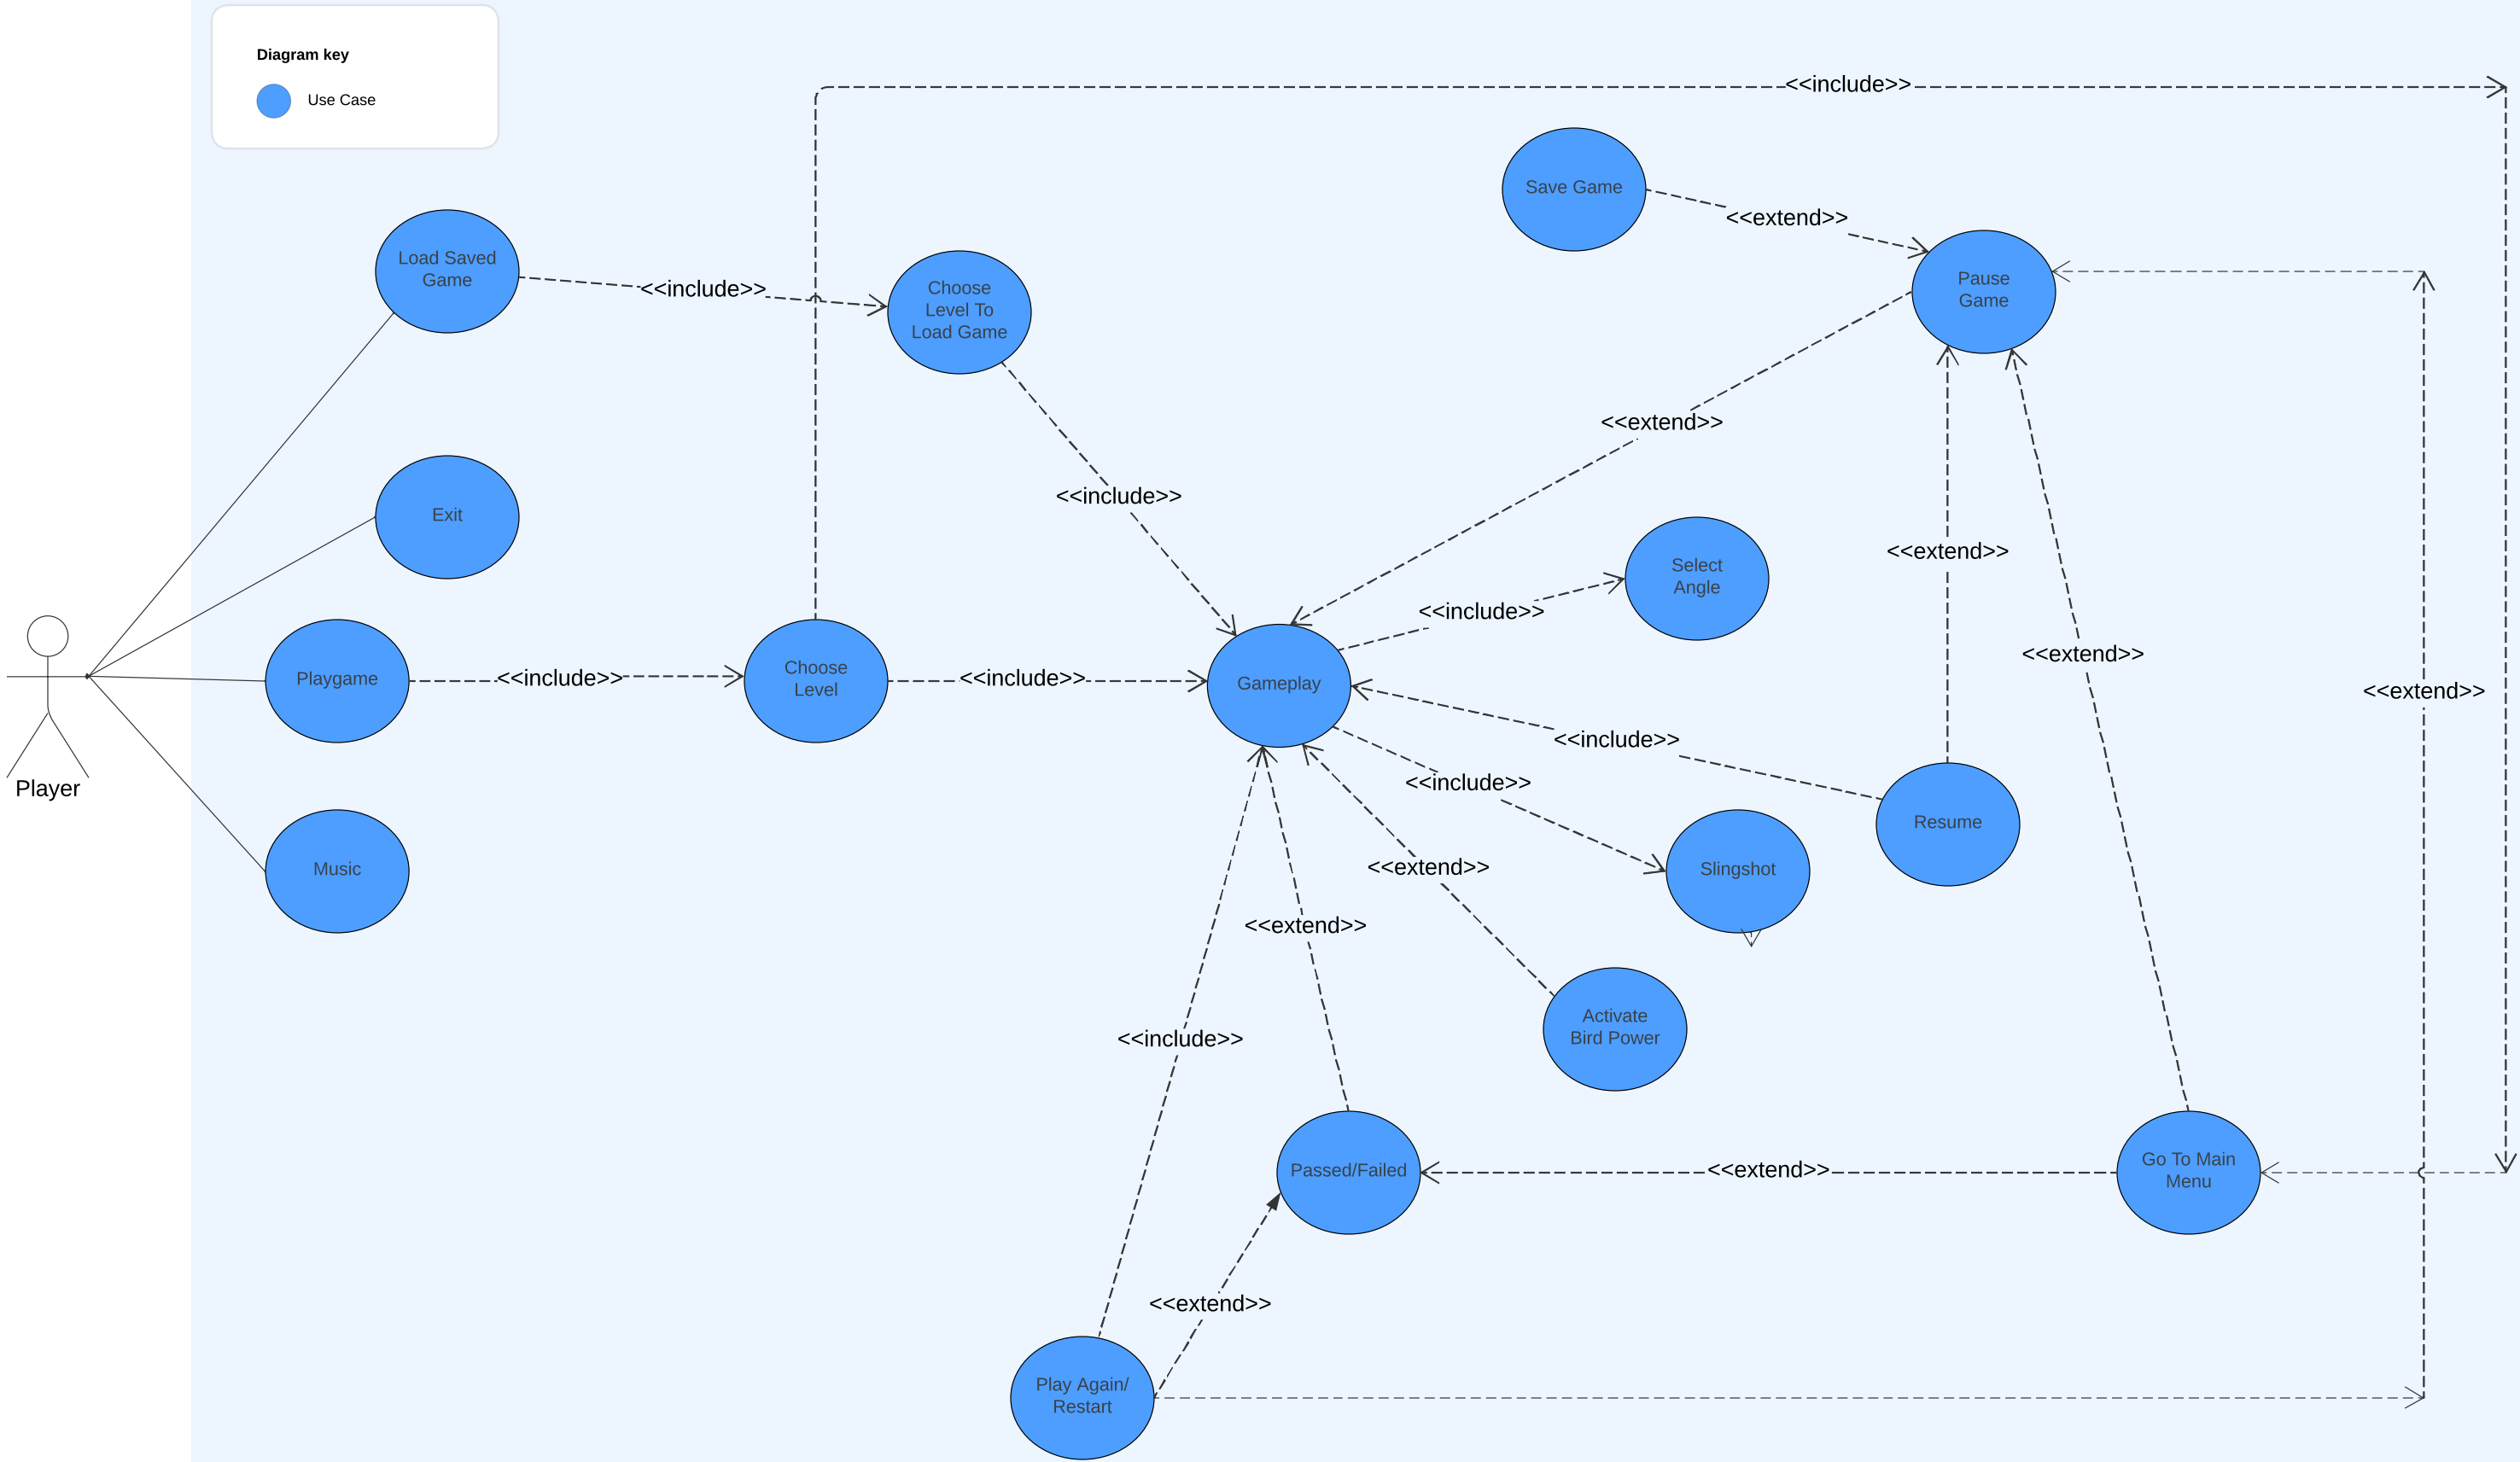 Diagram key
Use Case
<<include>>
Save Game
<<extend>>
Load Saved
Game
<<include>>
Choose
Level To
Load Game
Pause
Game
<<extend>>
<<include>>
Exit
<<extend>>
Select
Angle
<<include>>
<<extend>>
Playgame
<<include>>
Choose
Level
<<include>>
Gameplay
<<extend>>
<<include>>
Player
<<include>>
Resume
Music
<<extend>>
Slingshot
<<extend>>
Activate
Bird Power
<<include>>
Passed/Failed
<<extend>>
Go To Main
Menu
<<extend>>
Play Again/
Restart